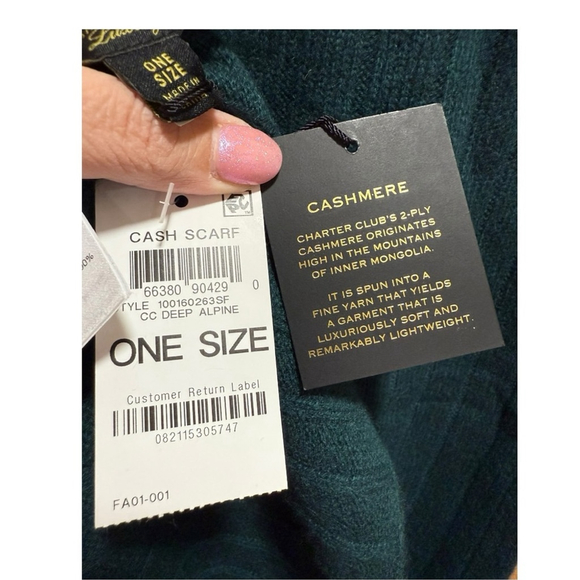 ONE
SIZE
MADE IN
CASH SCARF
66380 90429 0
TYLE 100160263SF
CC DEEP ALPINE
ONE SIZE
Customer Return Label
082115305747
FA01-001
CASHMERE
CHARTER CLUB'S 2-PLY
CASHMERE ORIGINATES
HIGH IN THE MOUNTAINS
OF INNER MONGOLIA.
IT IS SPUN INTO A
FINE YARN THAT YIELDS
A GARMENT THAT IS
LUXURIOUSLY SOFT AND
REMARKABLY LIGHTWEIGHT.